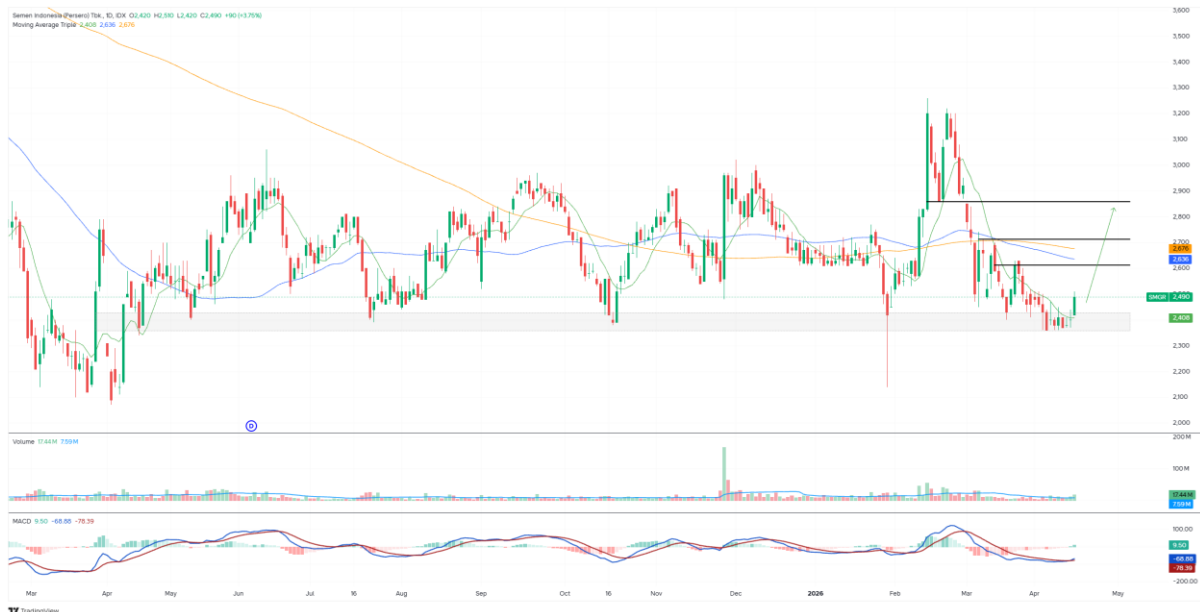 Semen Indonesia (Persero) Tbk., 1D, IDX O2,420 H2,510 L2,420 C2,490 +90 (+3.75%)
Moving Average Triple 2,408 2,636 2,676
3,600
3,500
3,400
3,300
3,200
3,100
3,000
2,900
2,800
2,700
2,676
2,636
2,600
SMGR 2,490
2,408
2,300
2,200
2,100
2,000
D
Volume 17.44M 7.59M
200M
100M
17.44M
7.59M
MACD 9.50 -68.88 -78.39
100.00
9.50
-68.88
-78.39
-200.00
Mar Apr May Jun Jul 16 Aug Sep Oct 16 Nov Dec 2026 Feb Mar Apr May
TradingView